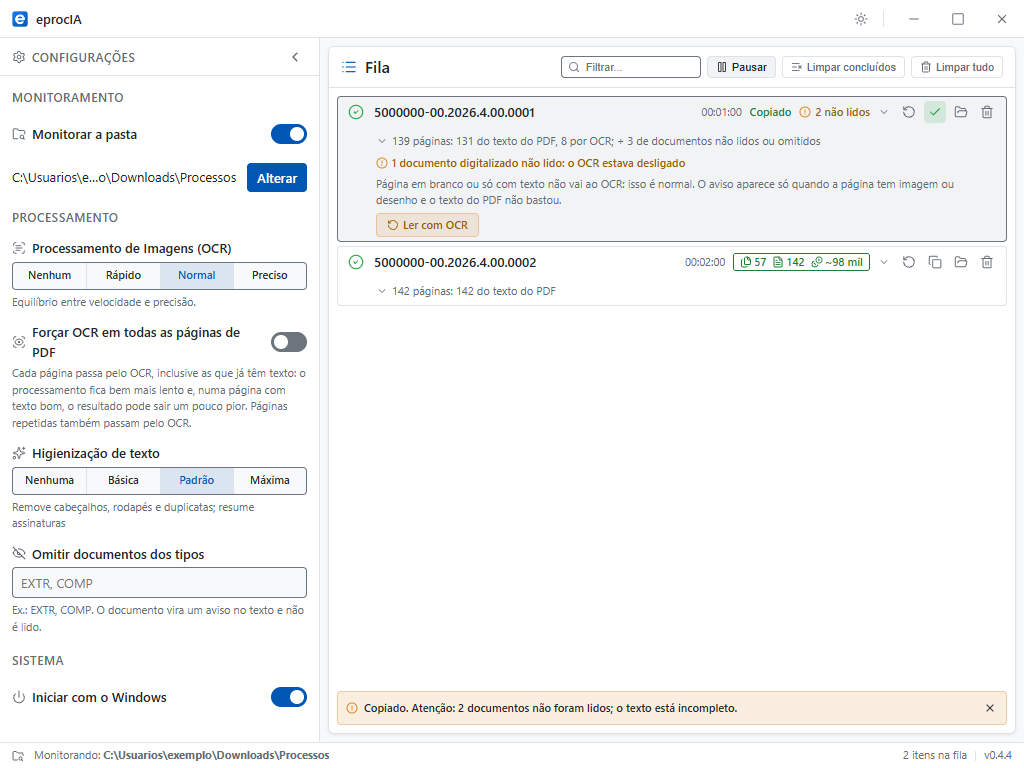 eprocIA
CONFIGURAÇÕES
MONITORAMENTO
Monitorar a pasta
C:\Usuarios\e...o\Downloads\Processos
Alterar
PROCESSAMENTO
Processamento de Imagens (OCR)
Nenhum Rápido Normal Preciso
Equilíbrio entre velocidade e precisão.
Forçar OCR em todas as páginas de
PDF
Cada página passa pelo OCR, inclusive as que já têm texto: o
processamento fica bem mais lento e, numa página com
texto bom, o resultado pode sair um pouco pior. Páginas
repetidas também passam pelo OCR.
Higienização de texto
Nenhuma Básica Padrão Máxima
Remove cabeçalhos, rodapés e duplicatas; resume
assinaturas
Omitir documentos dos tipos
EXTR, COMP
Ex.: EXTR, COMP. O documento vira um aviso no texto e não
é lido.
SISTEMA
Iniciar com o Windows
Fila
Filtrar...
Pausar
Limpar concluídos
Limpar tudo
5000000-00.2026.4.00.0001 00:01:00 Copiado 2 não lidos
139 páginas: 131 do texto do PDF, 8 por OCR; + 3 de documentos não lidos ou omitidos
1 documento digitalizado não lido: o OCR estava desligado
Página em branco ou só com texto não vai ao OCR: isso é normal. O aviso aparece só quando a página tem imagem ou
desenho e o texto do PDF não bastou.
Ler com OCR
5000000-00.2026.4.00.0002 00:02:00 57 142 ~98 mil
142 páginas: 142 do texto do PDF
Copiado. Atenção: 2 documentos não foram lidos; o texto está incompleto.
Monitorando: C:\Usuarios\exemplo\Downloads\Processos
2 itens na fila v0.4.4